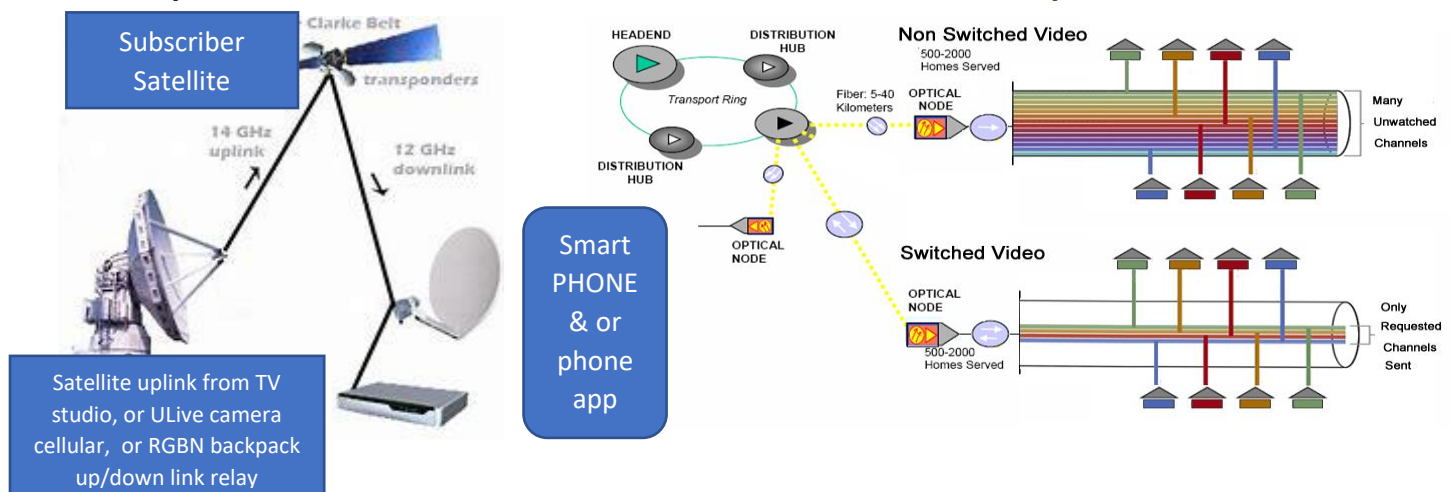 Subscriber
Satellite
Clarke Belt
transponders
14 GHz
uplink
12 GHz
downlink
Satellite uplink from TV
studio, or ULive camera
cellular, or RGBN backpack
up/down link relay
Smart
PHONE
& or
phone
app
HEADEND
DISTRIBUTION
HUB
Transport Ring
DISTRIBUTION
HUB
Fiber: 5-40
Kilometers
OPTICAL
NODE
Non Switched Video
500-2000
Homes Served
OPTICAL
NODE
Many
Unwatched
Channels
Switched Video
OPTICAL
NODE
500-2000
Homes Served
Only
Requested
Channels
Sent